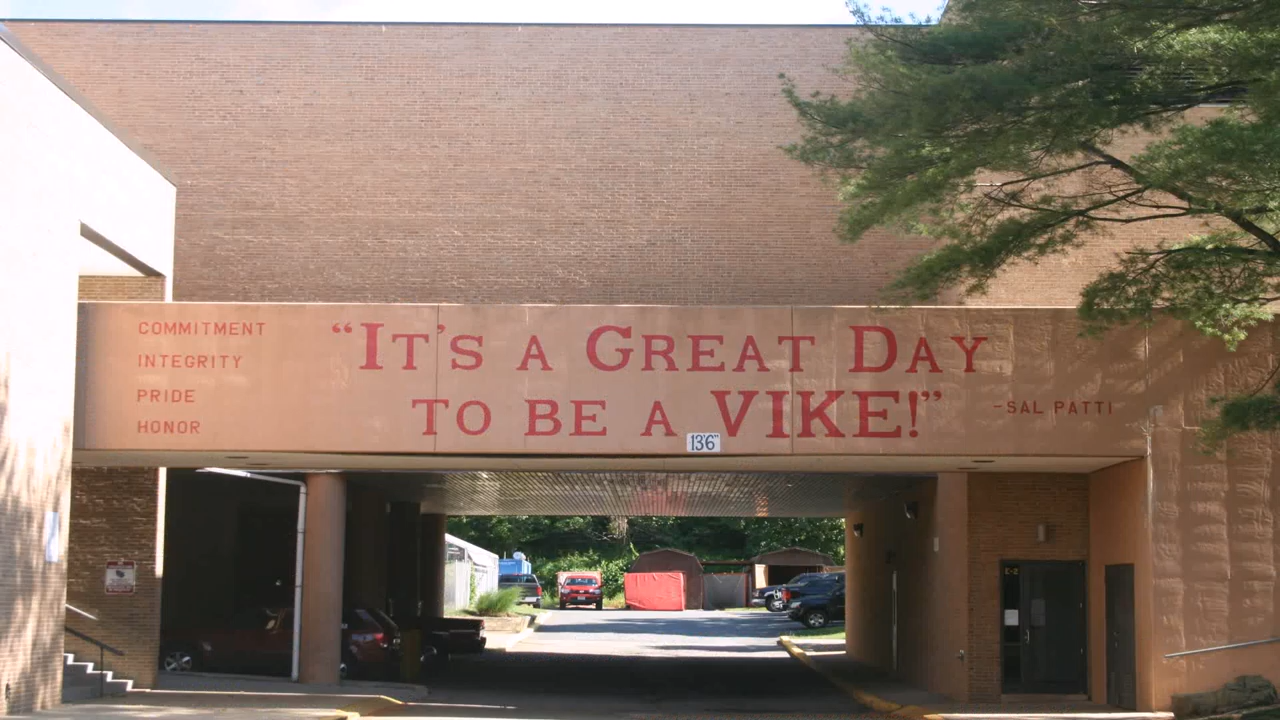 COMMITMENT
INTEGRITY
PRIDE
HONOR
“IT'S A GREAT DAY
TO BE A VIKE!”
-SAL PATTI
13'6"